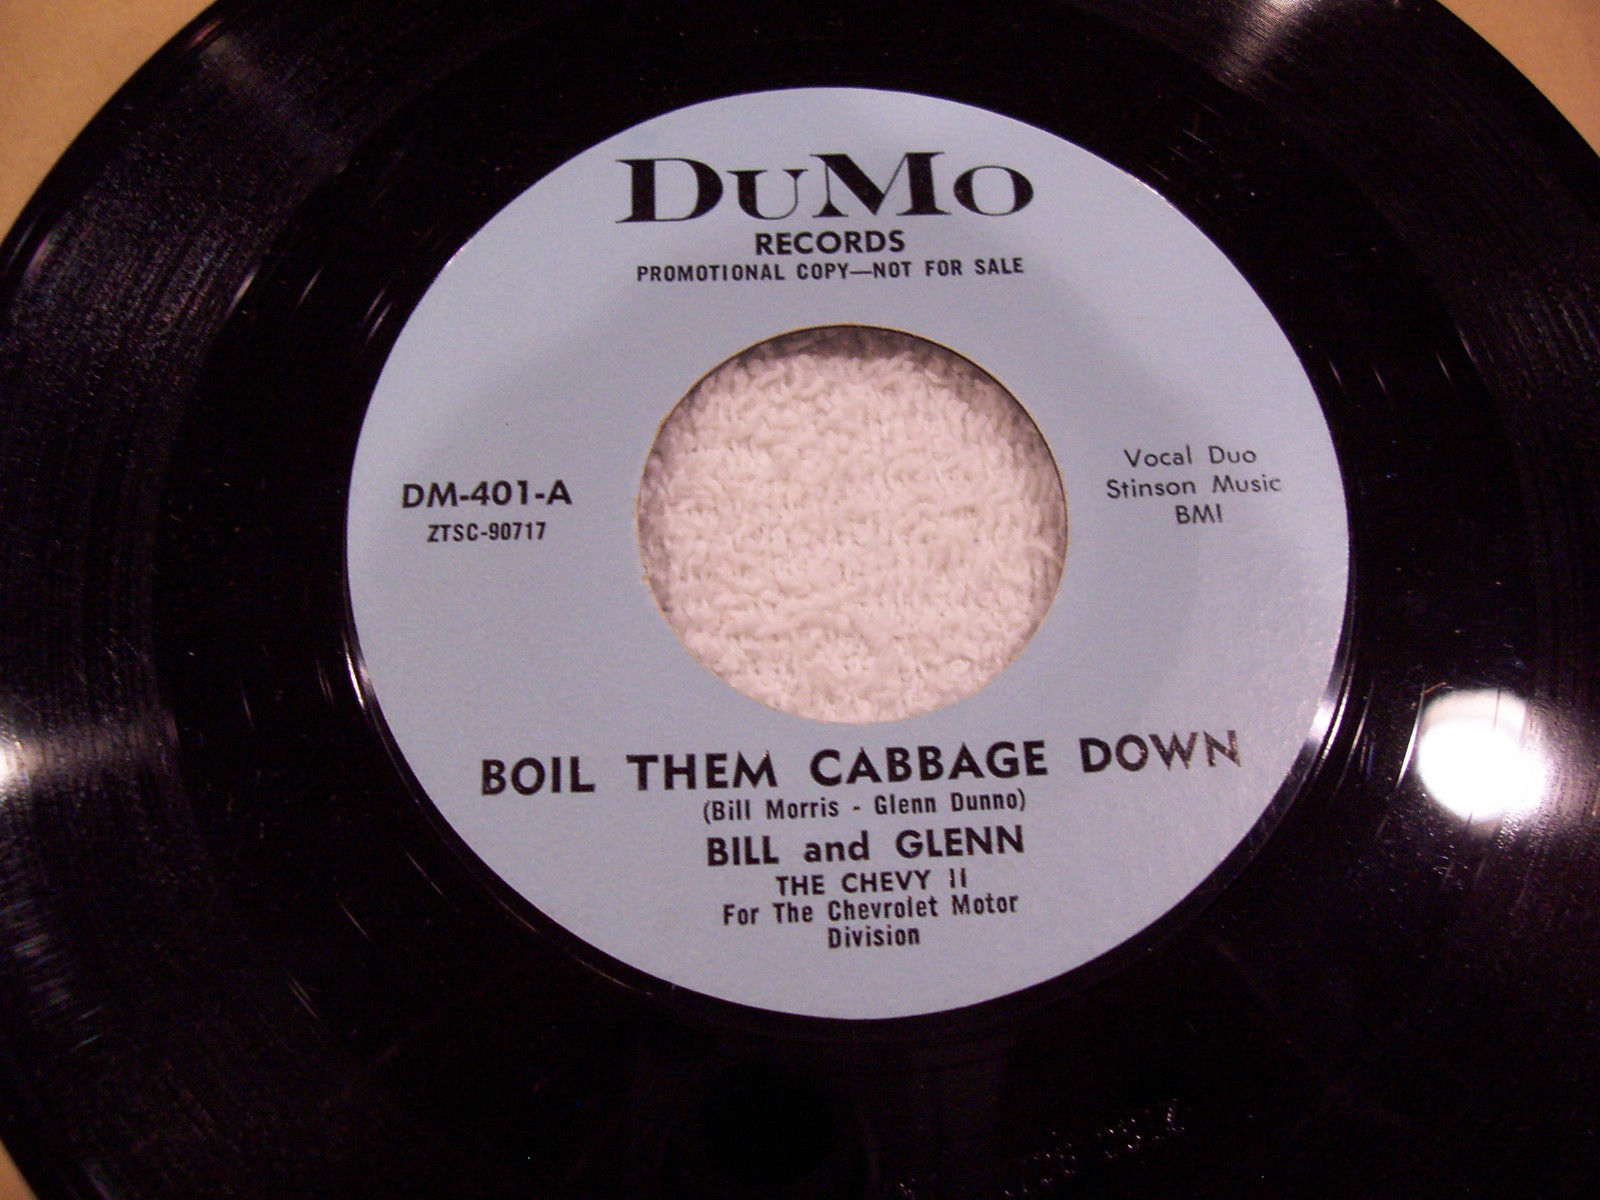 DuMo
RECORDS
PROMOTIONAL COPY—NOT FOR SALE
DM-401-A
ZTSC-90717
Vocal Duo
Stinson Music
BMI
BOIL THEM CABBAGE DOWN
(Bill Morris - Glenn Dunno)
BILL and GLENN
THE CHEVY II
For The Chevrolet Motor
Division